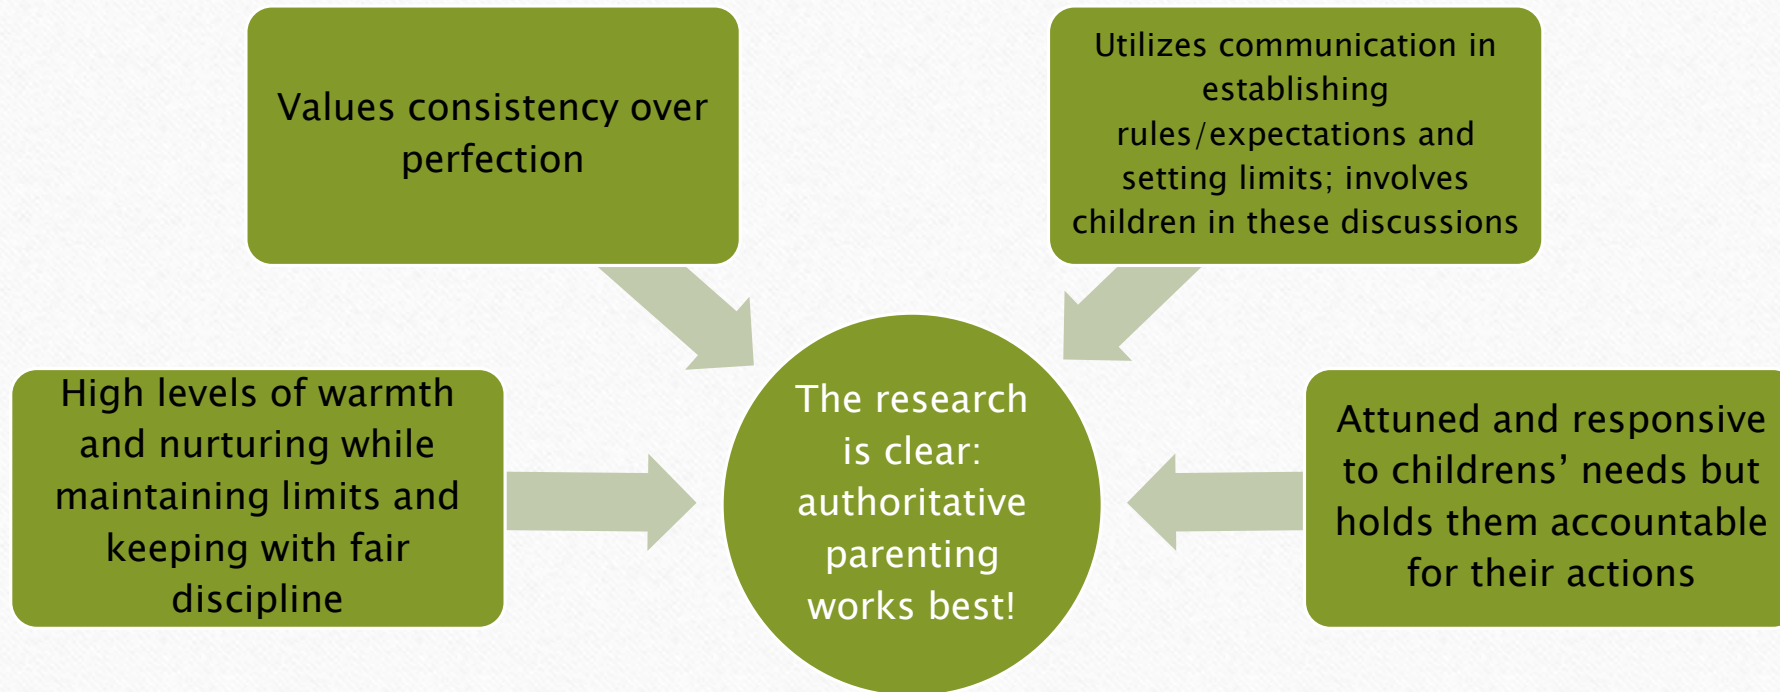 Values consistency over
perfection
Utilizes communication in
establishing
rules/expectations and
setting limits; involves
children in these discussions
High levels of warmth
and nurturing while
maintaining limits and
keeping with fair
discipline
The research
is clear:
authoritative
parenting
works best!
Attuned and responsive
to childrens’ needs but
holds them accountable
for their actions